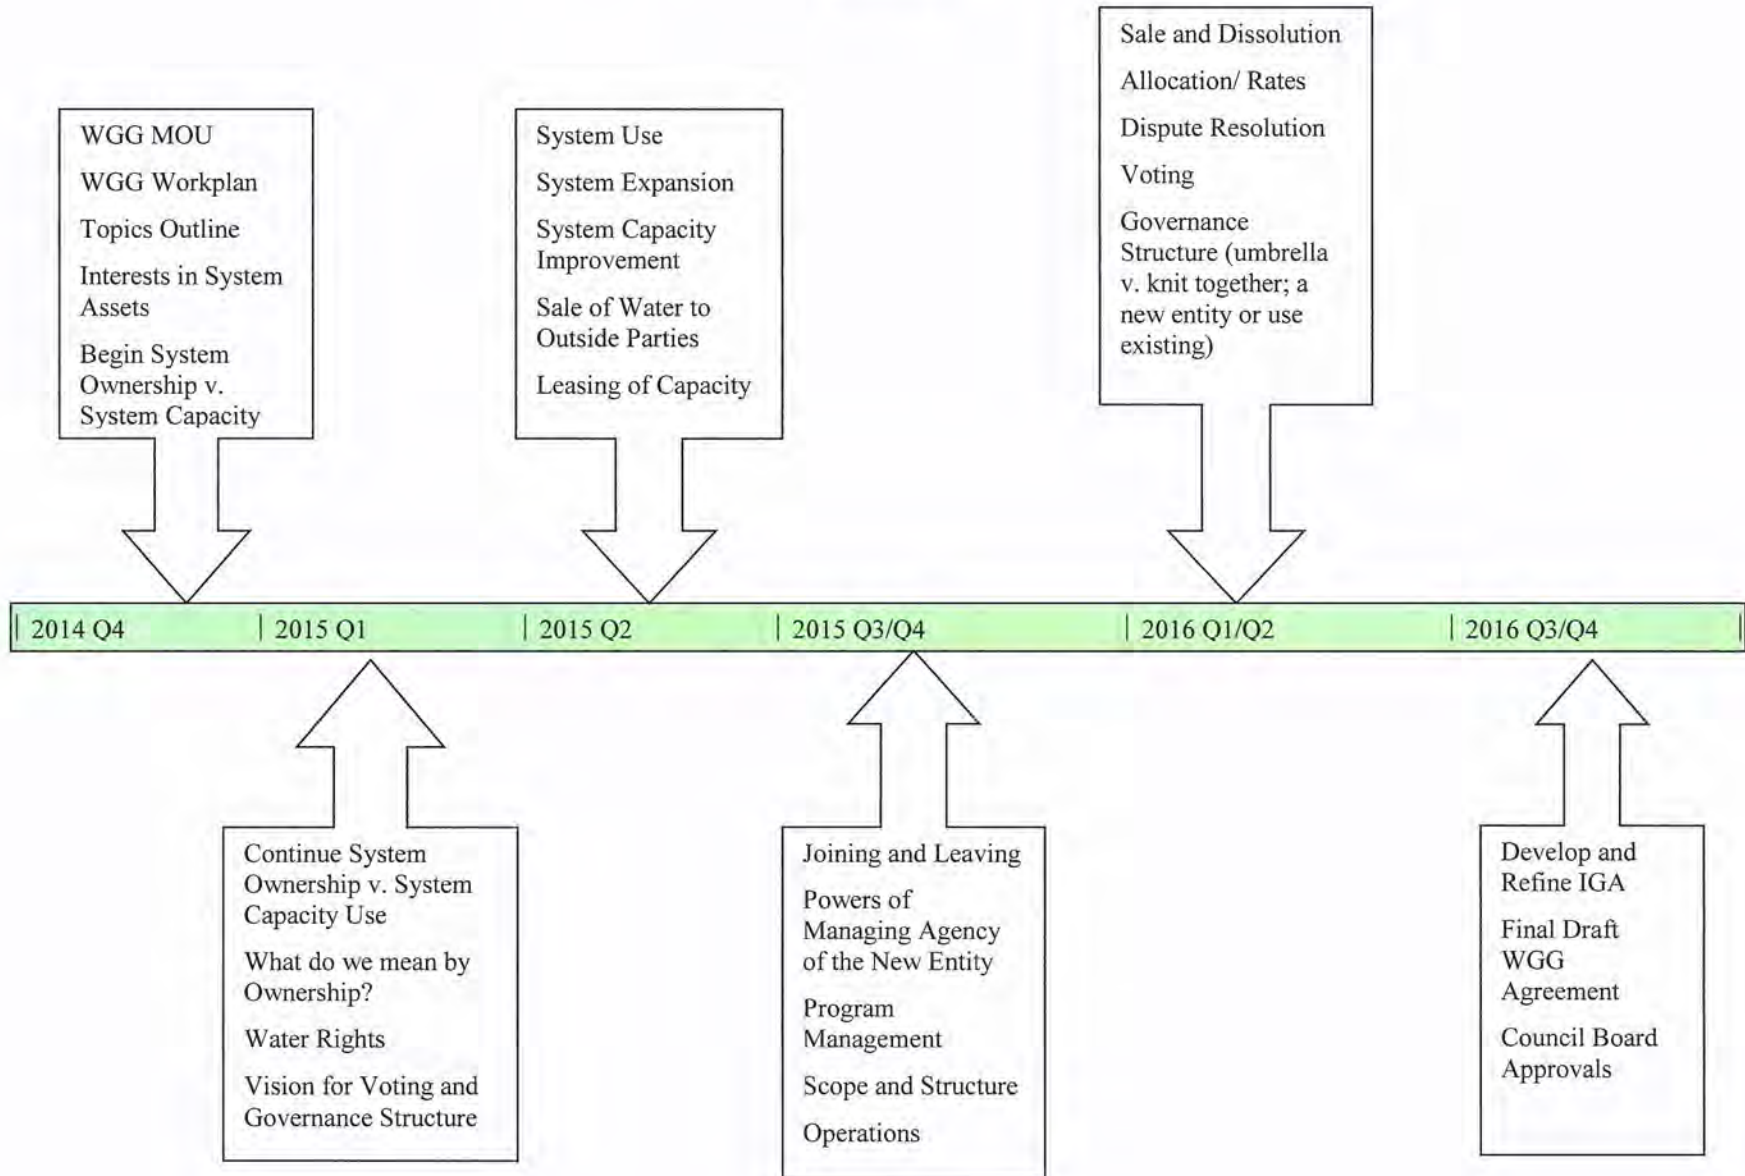 WGG MOU
WGG Workplan
Topics Outline
Interests in System
Assets
Begin System
Ownership v.
System Capacity
System Use
System Expansion
System Capacity
Improvement
Sale of Water to
Outside Parties
Leasing of Capacity
Sale and Dissolution
Allocation/ Rates
Dispute Resolution
Voting
Governance
Structure (umbrella
v. knit together; a
new entity or use
existing)
2014 Q4
2015 Q1
2015 Q2
2015 Q3/Q4
2016 Q1/Q2
2016 Q3/Q4
Continue System
Ownership v. System
Capacity Use
What do we mean by
Ownership?
Water Rights
Vision for Voting and
Governance Structure
Joining and Leaving
Powers of
Managing Agency
of the New Entity
Program
Management
Scope and Structure
Operations
Develop and
Refine IGA
Final Draft
WGG
Agreement
Council Board
Approvals